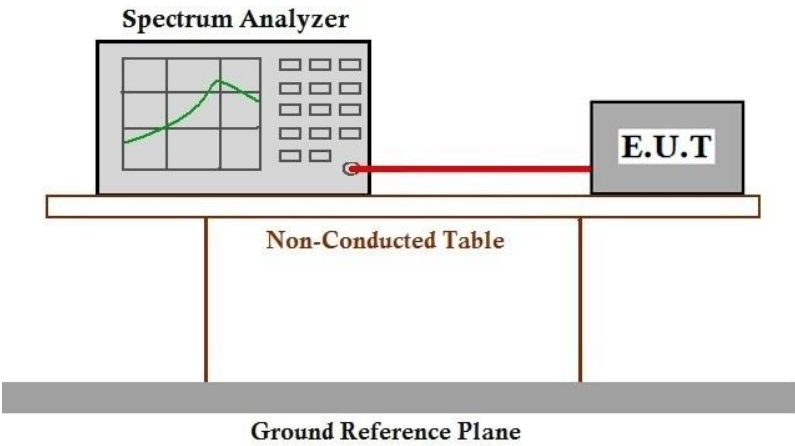 Spectrum Analyzer
E.U.T
Non-Conducted Table
Ground Reference Plane